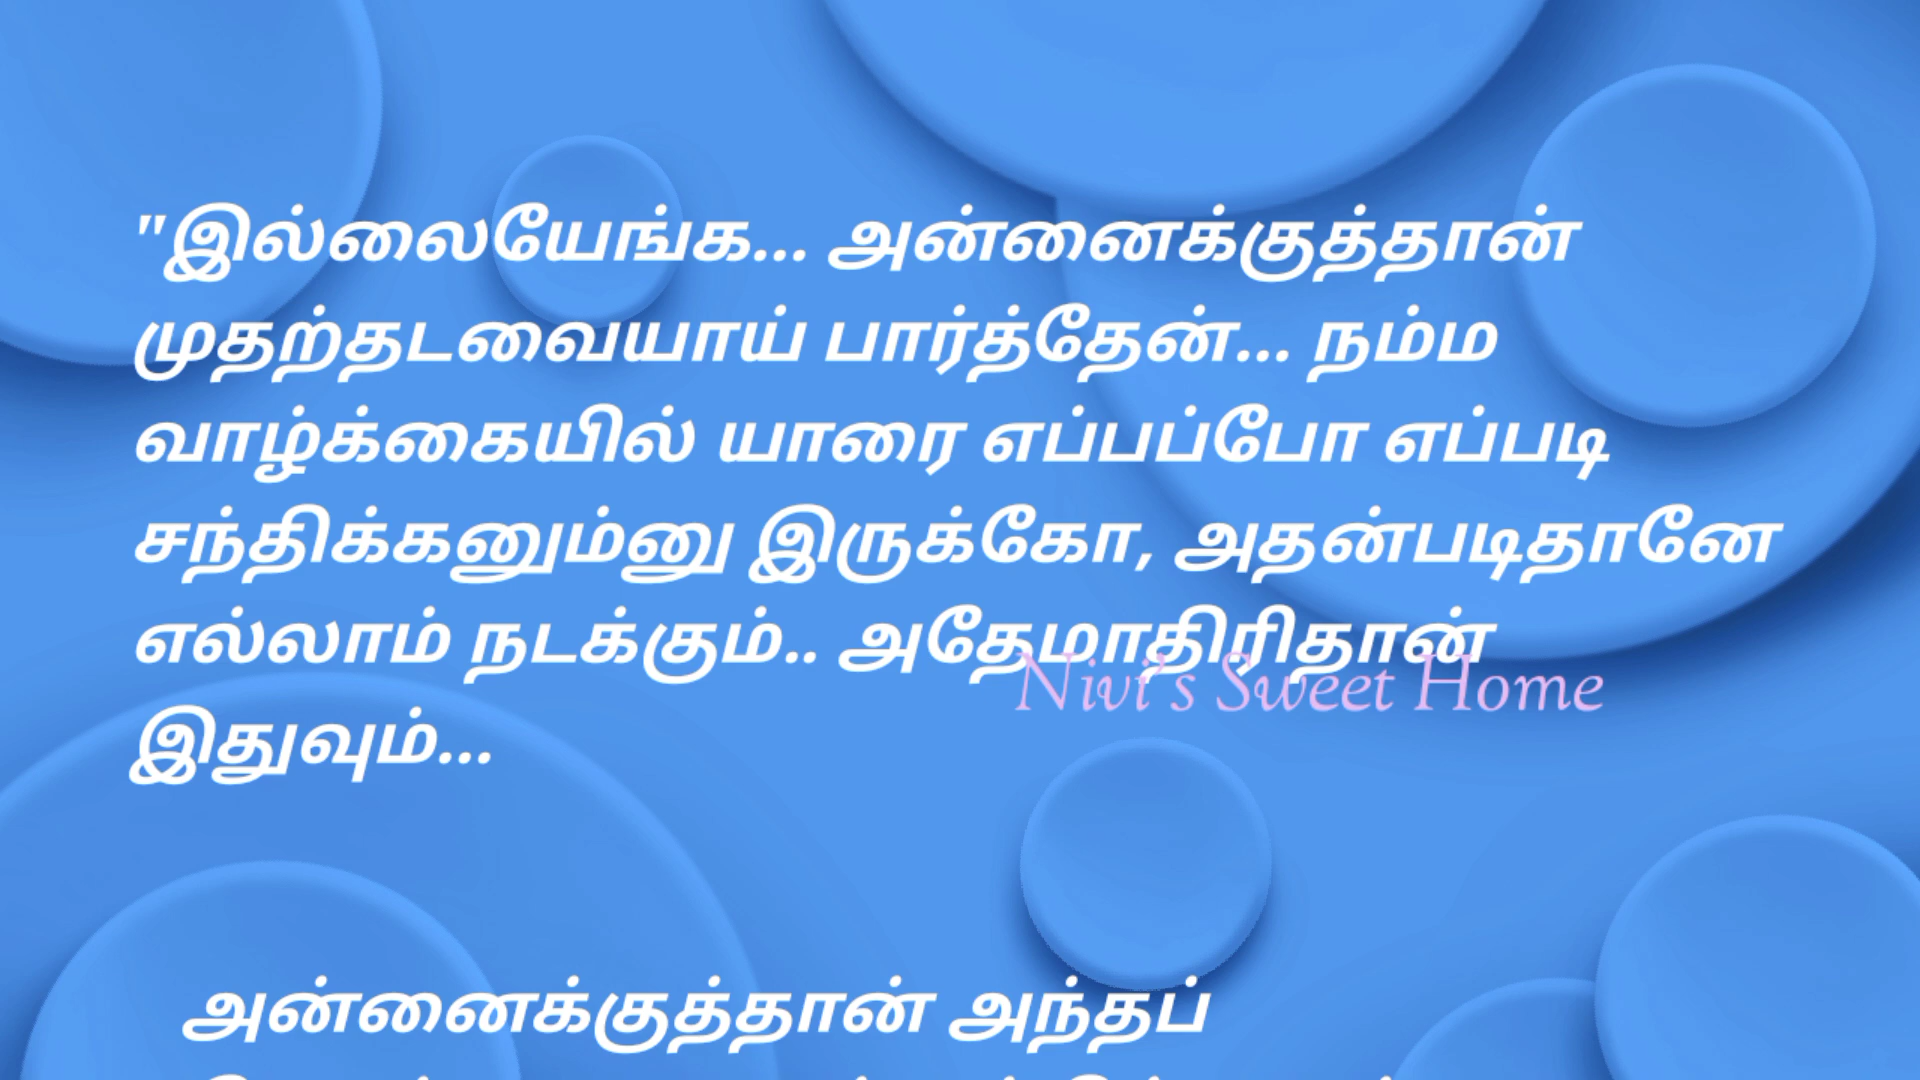 "இல்லையேங்க... அன்னைக்குத்தான்
முதற்தடவையாய் பார்த்தேன்... நம்ம
வாழ்க்கையில் யாரை எப்பப்போ எப்படி
சந்திக்கனும்னு இருக்கோ, அதன்படிதானே
எல்லாம் நடக்கும்.. அதேமாதிரிதான்
Nivi's Sweet Home
இதுவும்...
அன்னைக்குத்தான் அந்தப்